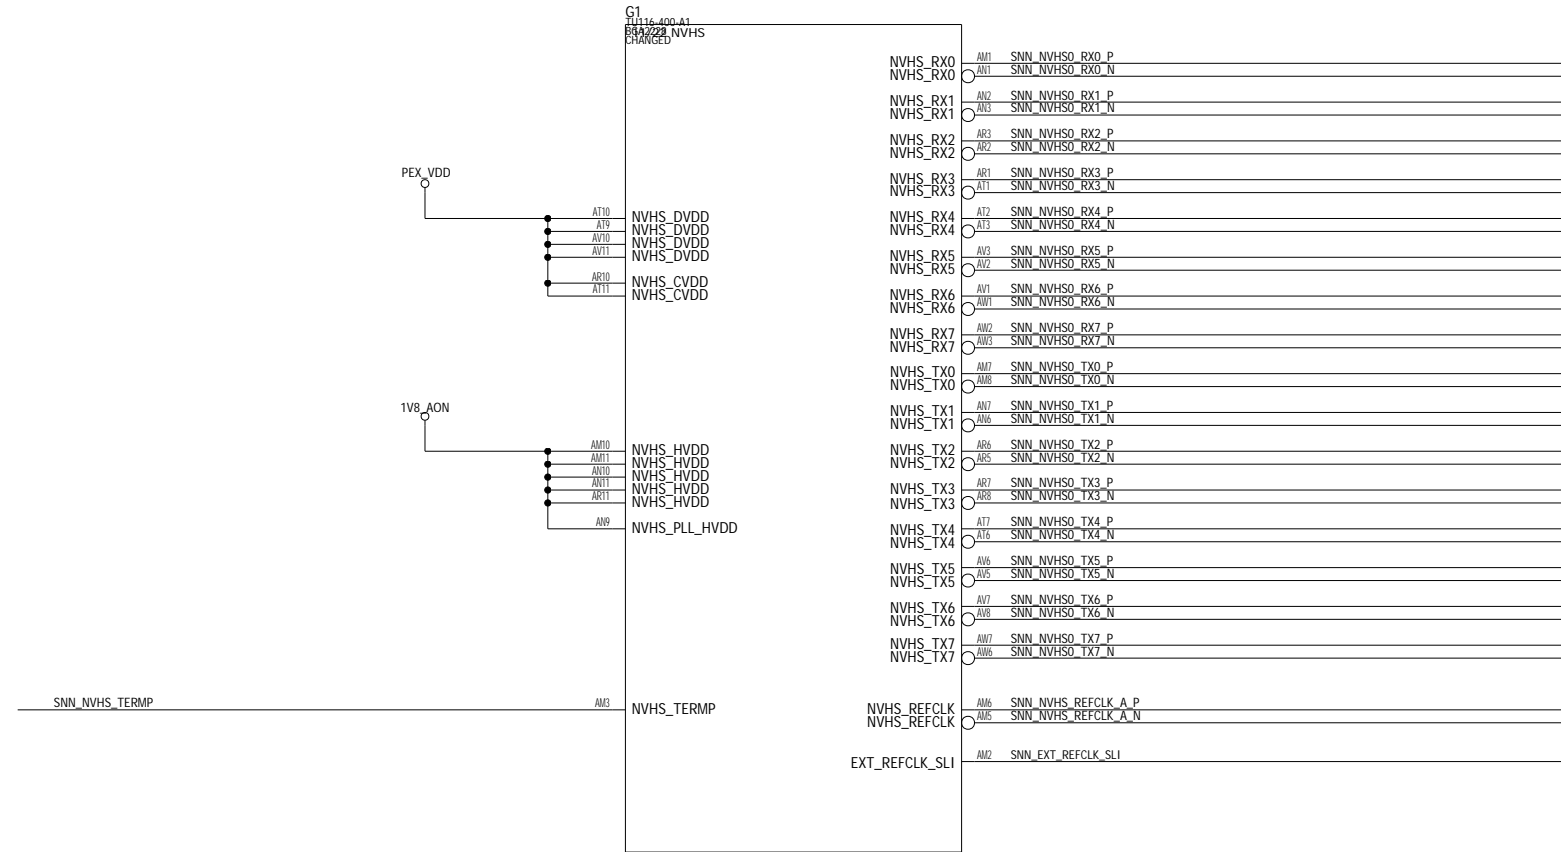 G1
TU116-400-A1
CHANGED
PEX_VDD
AT10 NVHS_DVDD
AT9 NVHS_DVDD
AV10 NVHS_DVDD
AV11 NVHS_DVDD
AR10 NVHS_CVDD
AT11 NVHS_CVDD
1V8_AON
AM10 NVHS_HVDD
AM11 NVHS_HVDD
AN10 NVHS_HVDD
AN11 NVHS_HVDD
AR11 NVHS_HVDD
AN9 NVHS_PLL_HVDD
SNN_NVHS_TERMP AM3 NVHS_TERMP
NVHS_RX0 AM1 SNN_NVHS0_RX0_P
NVHS_RX0 AN1 SNN_NVHS0_RX0_N
NVHS_RX1 AN2 SNN_NVHS0_RX1_P
NVHS_RX1 AN3 SNN_NVHS0_RX1_N
NVHS_RX2 AR3 SNN_NVHS0_RX2_P
NVHS_RX2 AR2 SNN_NVHS0_RX2_N
NVHS_RX3 AR1 SNN_NVHS0_RX3_P
NVHS_RX3 AT1 SNN_NVHS0_RX3_N
NVHS_RX4 AT2 SNN_NVHS0_RX4_P
NVHS_RX4 AT3 SNN_NVHS0_RX4_N
NVHS_RX5 AV3 SNN_NVHS0_RX5_P
NVHS_RX5 AV2 SNN_NVHS0_RX5_N
NVHS_RX6 AV1 SNN_NVHS0_RX6_P
NVHS_RX6 AW1 SNN_NVHS0_RX6_N
NVHS_RX7 AW2 SNN_NVHS0_RX7_P
NVHS_RX7 AW3 SNN_NVHS0_RX7_N
NVHS_TX0 AM7 SNN_NVHS0_TX0_P
NVHS_TX0 AM8 SNN_NVHS0_TX0_N
NVHS_TX1 AN7 SNN_NVHS0_TX1_P
NVHS_TX1 AN6 SNN_NVHS0_TX1_N
NVHS_TX2 AR6 SNN_NVHS0_TX2_P
NVHS_TX2 AR5 SNN_NVHS0_TX2_N
NVHS_TX3 AR7 SNN_NVHS0_TX3_P
NVHS_TX3 AR8 SNN_NVHS0_TX3_N
NVHS_TX4 AT7 SNN_NVHS0_TX4_P
NVHS_TX4 AT6 SNN_NVHS0_TX4_N
NVHS_TX5 AV6 SNN_NVHS0_TX5_P
NVHS_TX5 AV5 SNN_NVHS0_TX5_N
NVHS_TX6 AV7 SNN_NVHS0_TX6_P
NVHS_TX6 AV8 SNN_NVHS0_TX6_N
NVHS_TX7 AW7 SNN_NVHS0_TX7_P
NVHS_TX7 AW6 SNN_NVHS0_TX7_N
NVHS_REFCLK AM6 SNN_NVHS_REFCLK_A_P
NVHS_REFCLK AM5 SNN_NVHS_REFCLK_A_N
EXT_REFCLK_SLI AM2 SNN_EXT_REFCLK_SLI